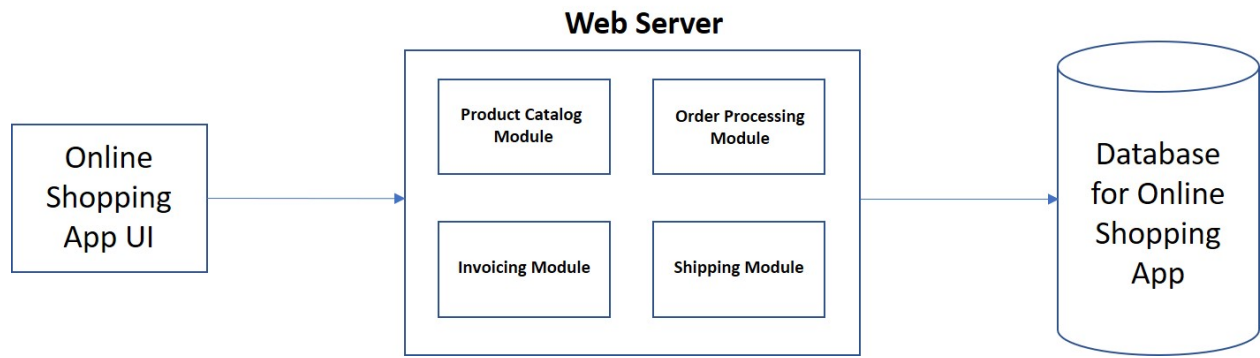 Web Server
Online
Shopping
App UI
Product Catalog
Module
Order Processing
Module
Invoicing Module
Shipping Module
Database
for Online
Shopping
App